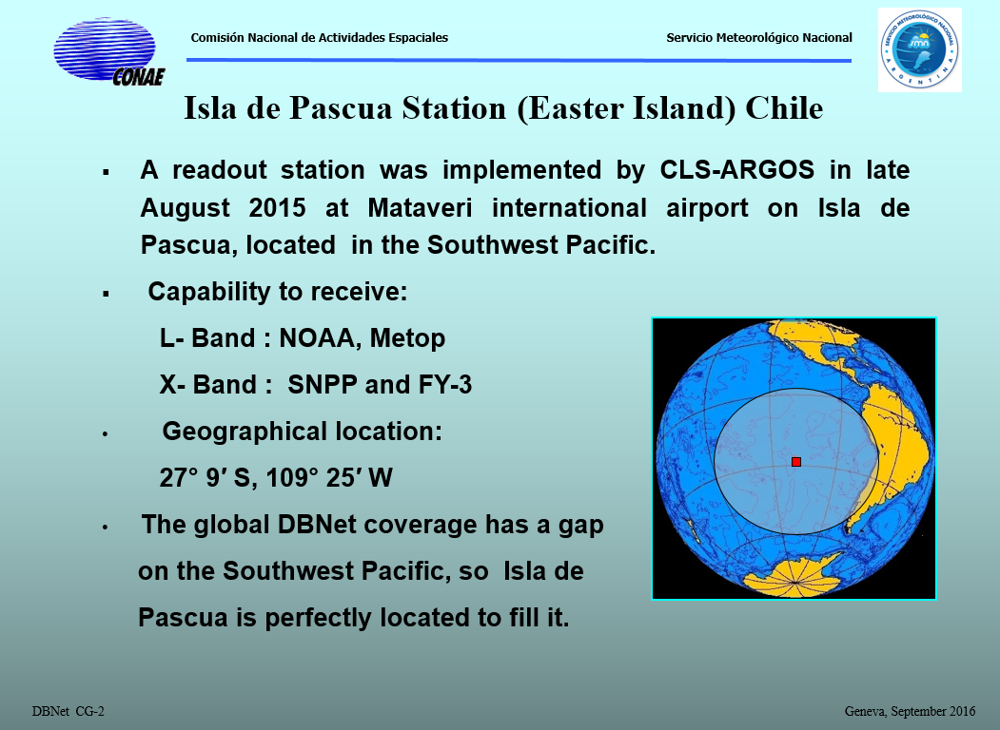 CONAE
Comisión Nacional de Actividades Espaciales
Servicio Meteorológico Nacional
SERVICIO METEOROLÓGICO NACIONAL
smn
ARGENTINA
Isla de Pascua Station (Easter Island) Chile
▪ A readout station was implemented by CLS-ARGOS in late
August 2015 at Mataveri international airport on Isla de
Pascua, located in the Southwest Pacific.
▪ Capability to receive:
L- Band : NOAA, Metop
X- Band : SNPP and FY-3
• Geographical location:
27° 9′ S, 109° 25′ W
• The global DBNet coverage has a gap
on the Southwest Pacific, so Isla de
Pascua is perfectly located to fill it.
DBNet CG-2
Geneva, September 2016